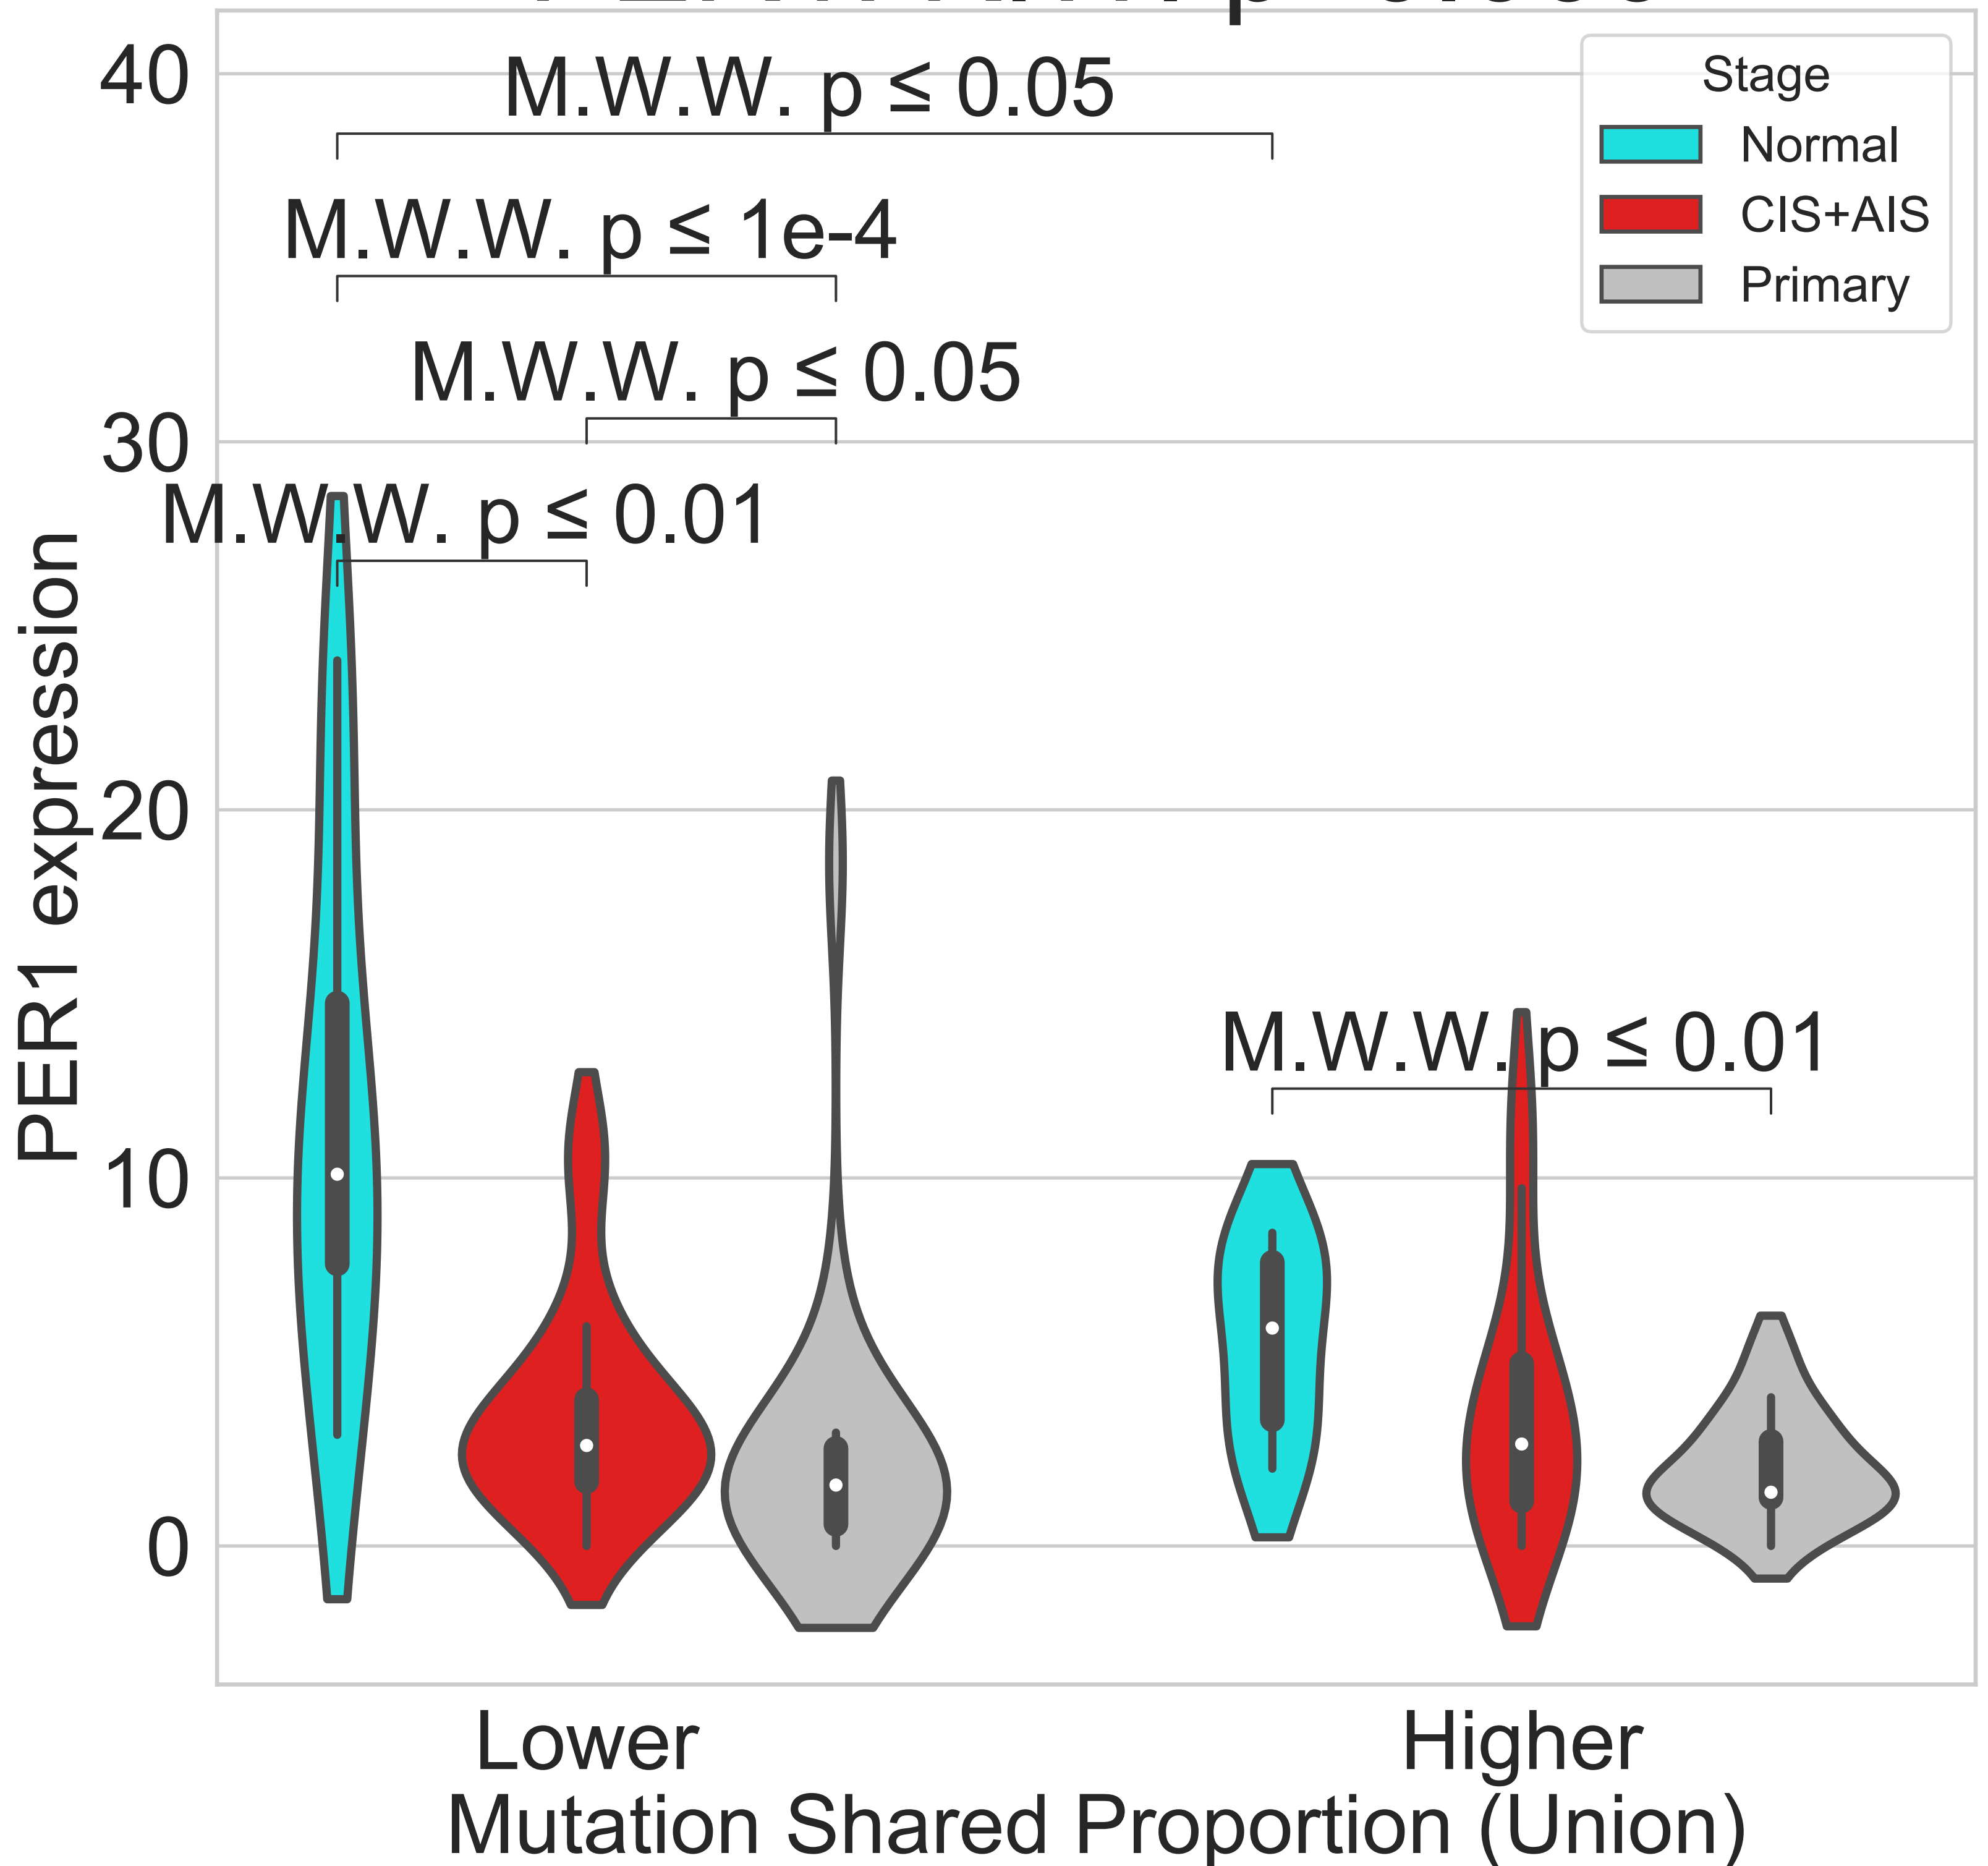 40
M.W.W. p ≤ 0.05
Stage
Normal
CIS+AIS
Primary
M.W.W. p ≤ 1e-4
M.W.W. p ≤ 0.05
30
M.W.W. p ≤ 0.01
PER1 expression
20
M.W.W. p ≤ 0.01
10
0
Lower
Higher
Mutation Shared Proportion (Union)